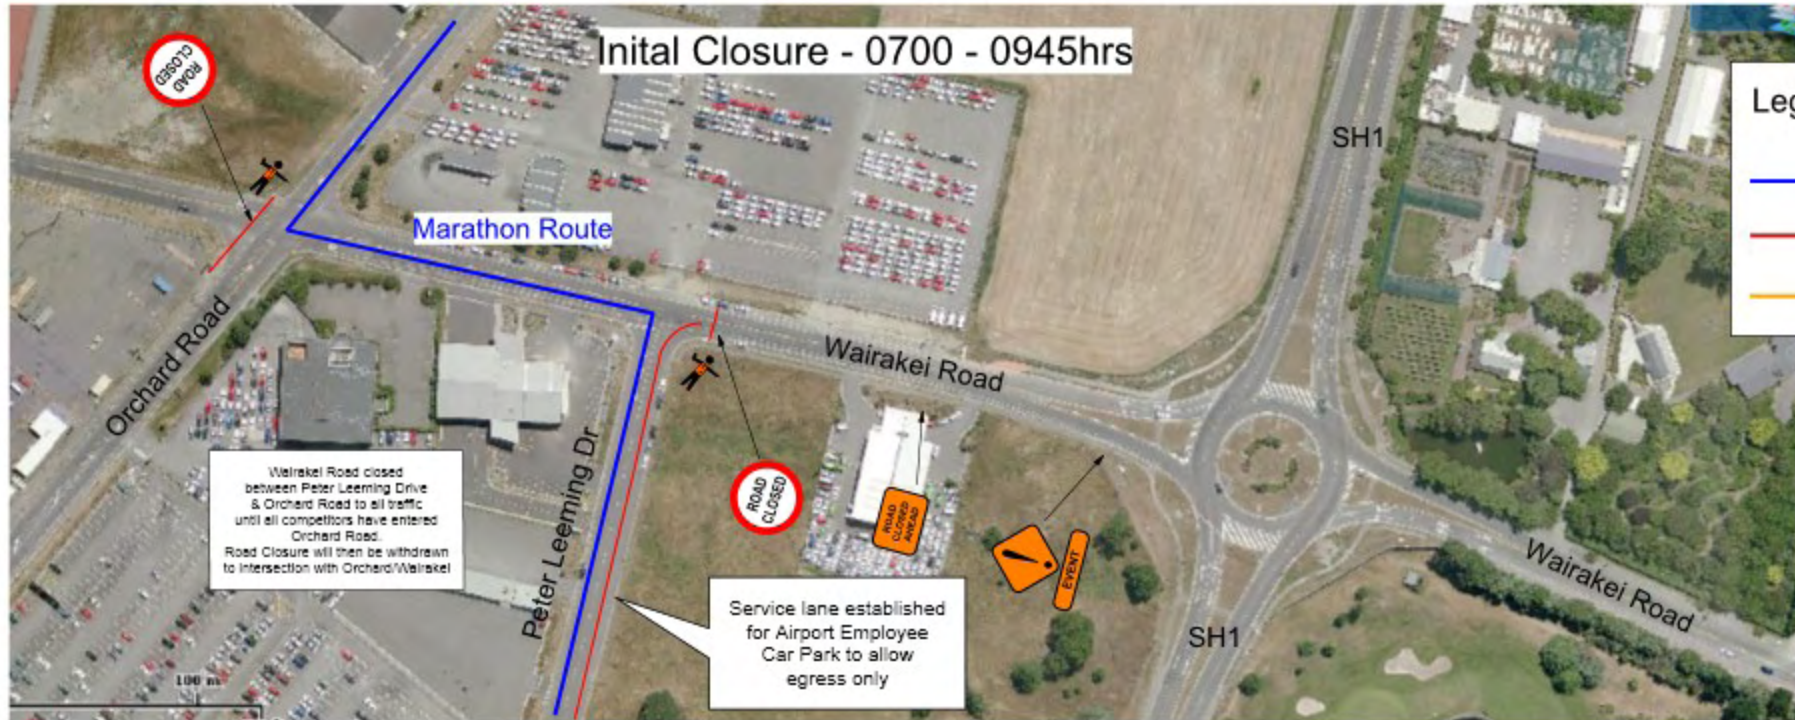 Inital Closure - 0700 - 0945hrs
ROAD
CLOSED
SH1
Leg
Marathon Route
Orchard Road
Wairakei Road
Wairakei Road closed
between Peter Leeming Drive
& Orchard Road to all traffic
until all competitors have entered
Orchard Road.
Road Closure will then be withdrawn
to intersection with Orchard/Wairakei
Peter Leeming Dr
ROAD
CLOSED
ROAD
CLOSED
AHEAD
!
EVENT
Wairakei Road
Service lane established
for Airport Employee
Car Park to allow
egress only
SH1
100 m